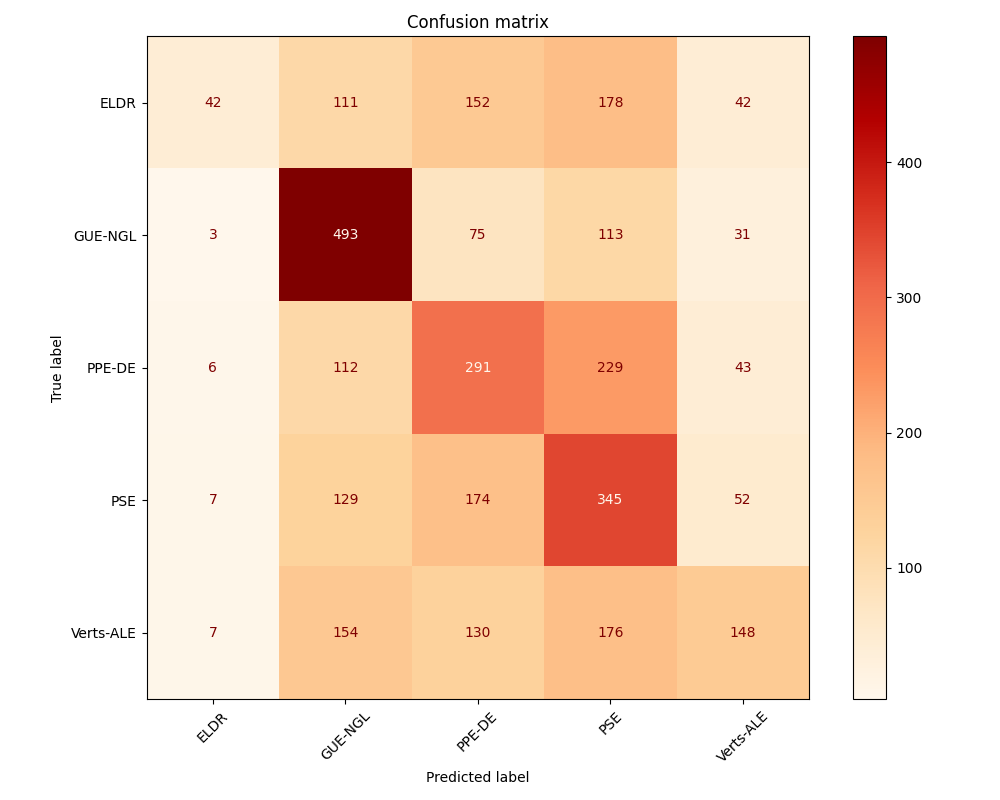 Confusion matrix
ELDR 42 111 152 178 42
GUE-NGL 3 493 75 113 31
PPE-DE 6 112 291 229 43
PSE 7 129 174 345 52
Verts-ALE 7 154 130 176 148
True label
ELDR GUE-NGL PPE-DE PSE Verts-ALE
Predicted label
400
300
200
100